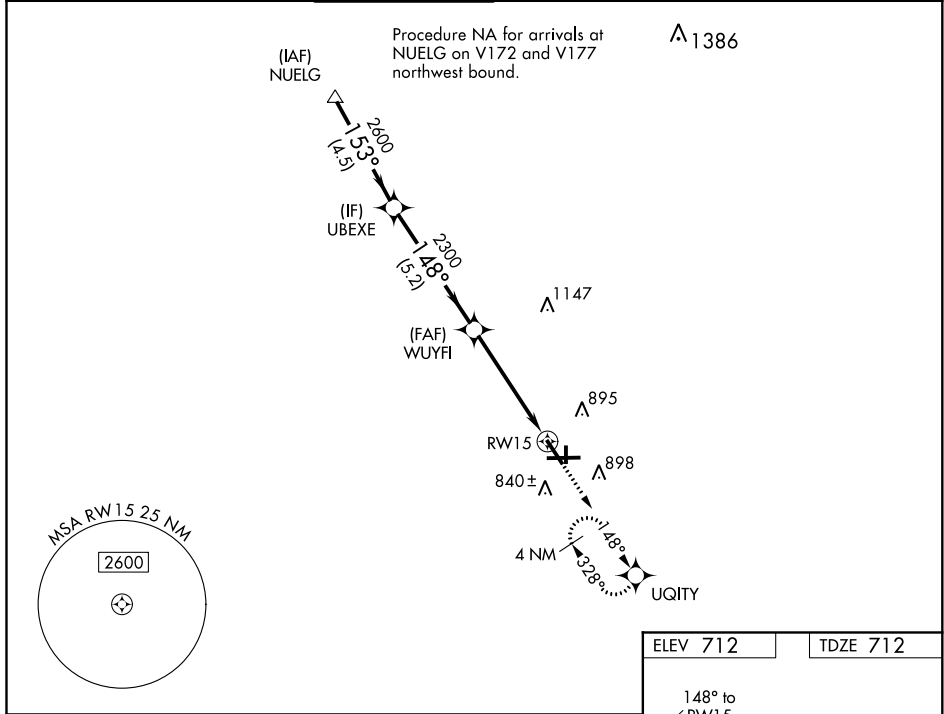 Procedure NA for arrivals at
NUELG on V172 and V177
northwest bound.
1386
(IAF)
NUELG
2600
153°
(4.5)
(IF)
UBEXE
2300
148°
(5.2)
1147
(FAF)
WUYFI
895
RW15
898
840±
MSA RW15 25 NM
2600
4 NM
148°
328°
UQITY
ELEV 712
TDZE 712
148° to
RW15